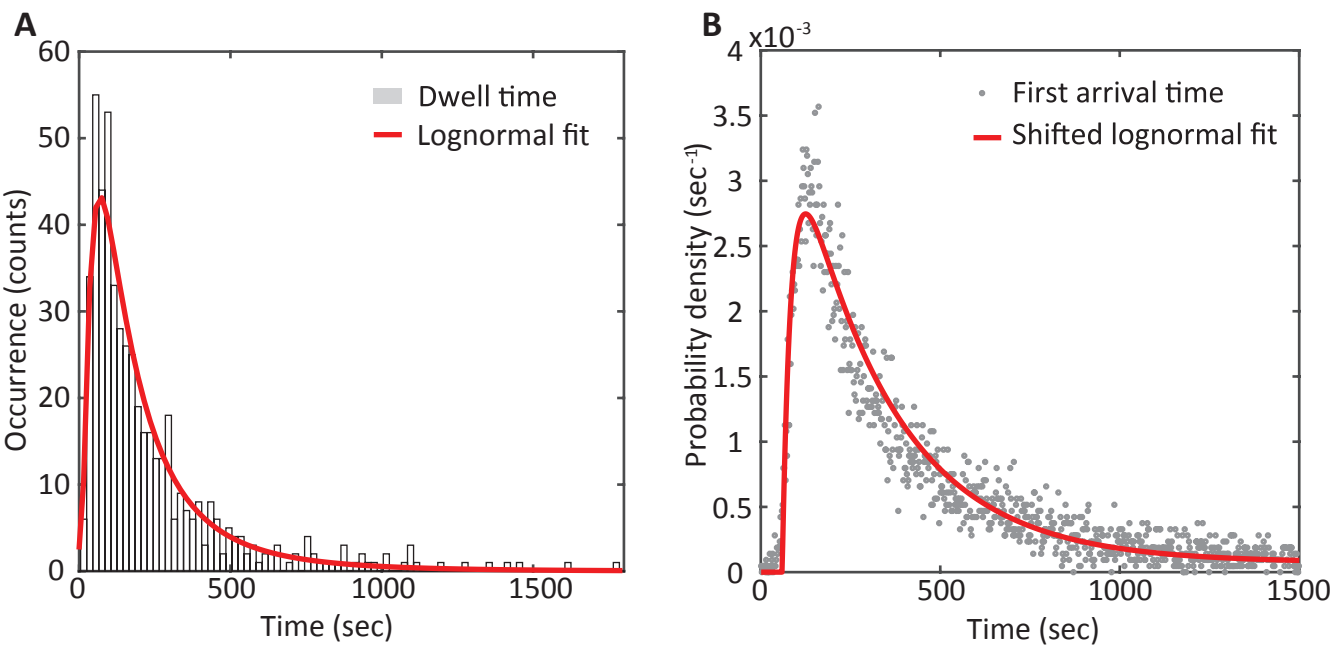 A
60
50
40
30
20
10
0
0
500
1000
1500
Occurrence (counts)
Time (sec)
Dwell time
Lognormal fit
B
x10⁻³
4
3.5
3
2.5
2
1.5
1
0.5
0
0
500
1000
1500
Probability density (sec⁻¹)
Time (sec)
First arrival time
Shifted lognormal fit